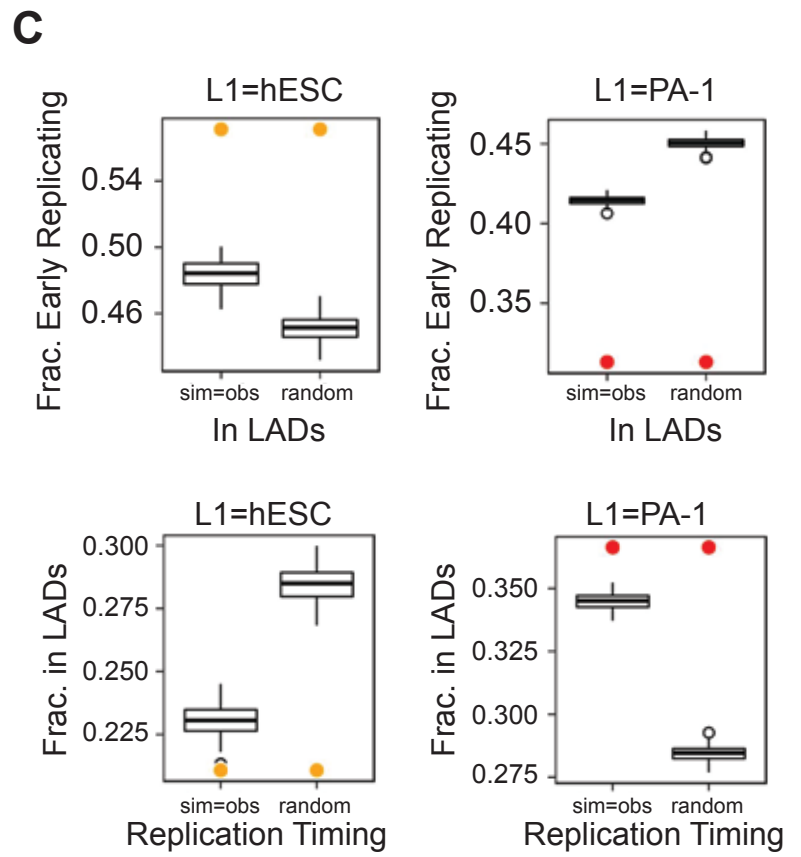 C
L1=hESC
Frac. Early Replicating
0.54
0.50
0.46
sim=obs random
In LADs
L1=PA-1
Frac. Early Replicating
0.45
0.40
0.35
sim=obs random
In LADs
L1=hESC
Frac. in LADs
0.300
0.275
0.250
0.225
sim=obs random
Replication Timing
L1=PA-1
Frac. in LADs
0.350
0.325
0.300
0.275
sim=obs random
Replication Timing